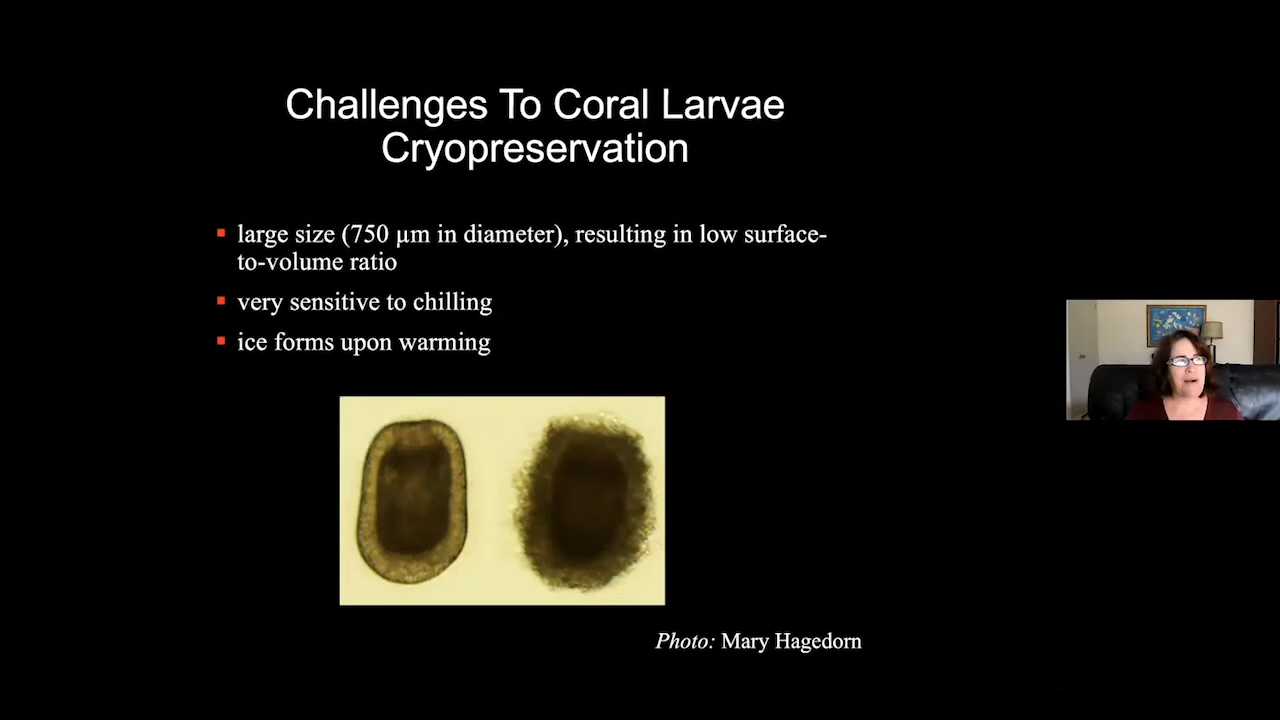 Challenges To Coral Larvae
Cryopreservation
large size (750 µm in diameter), resulting in low surface-
to-volume ratio
very sensitive to chilling
ice forms upon warming
Photo: Mary Hagedorn